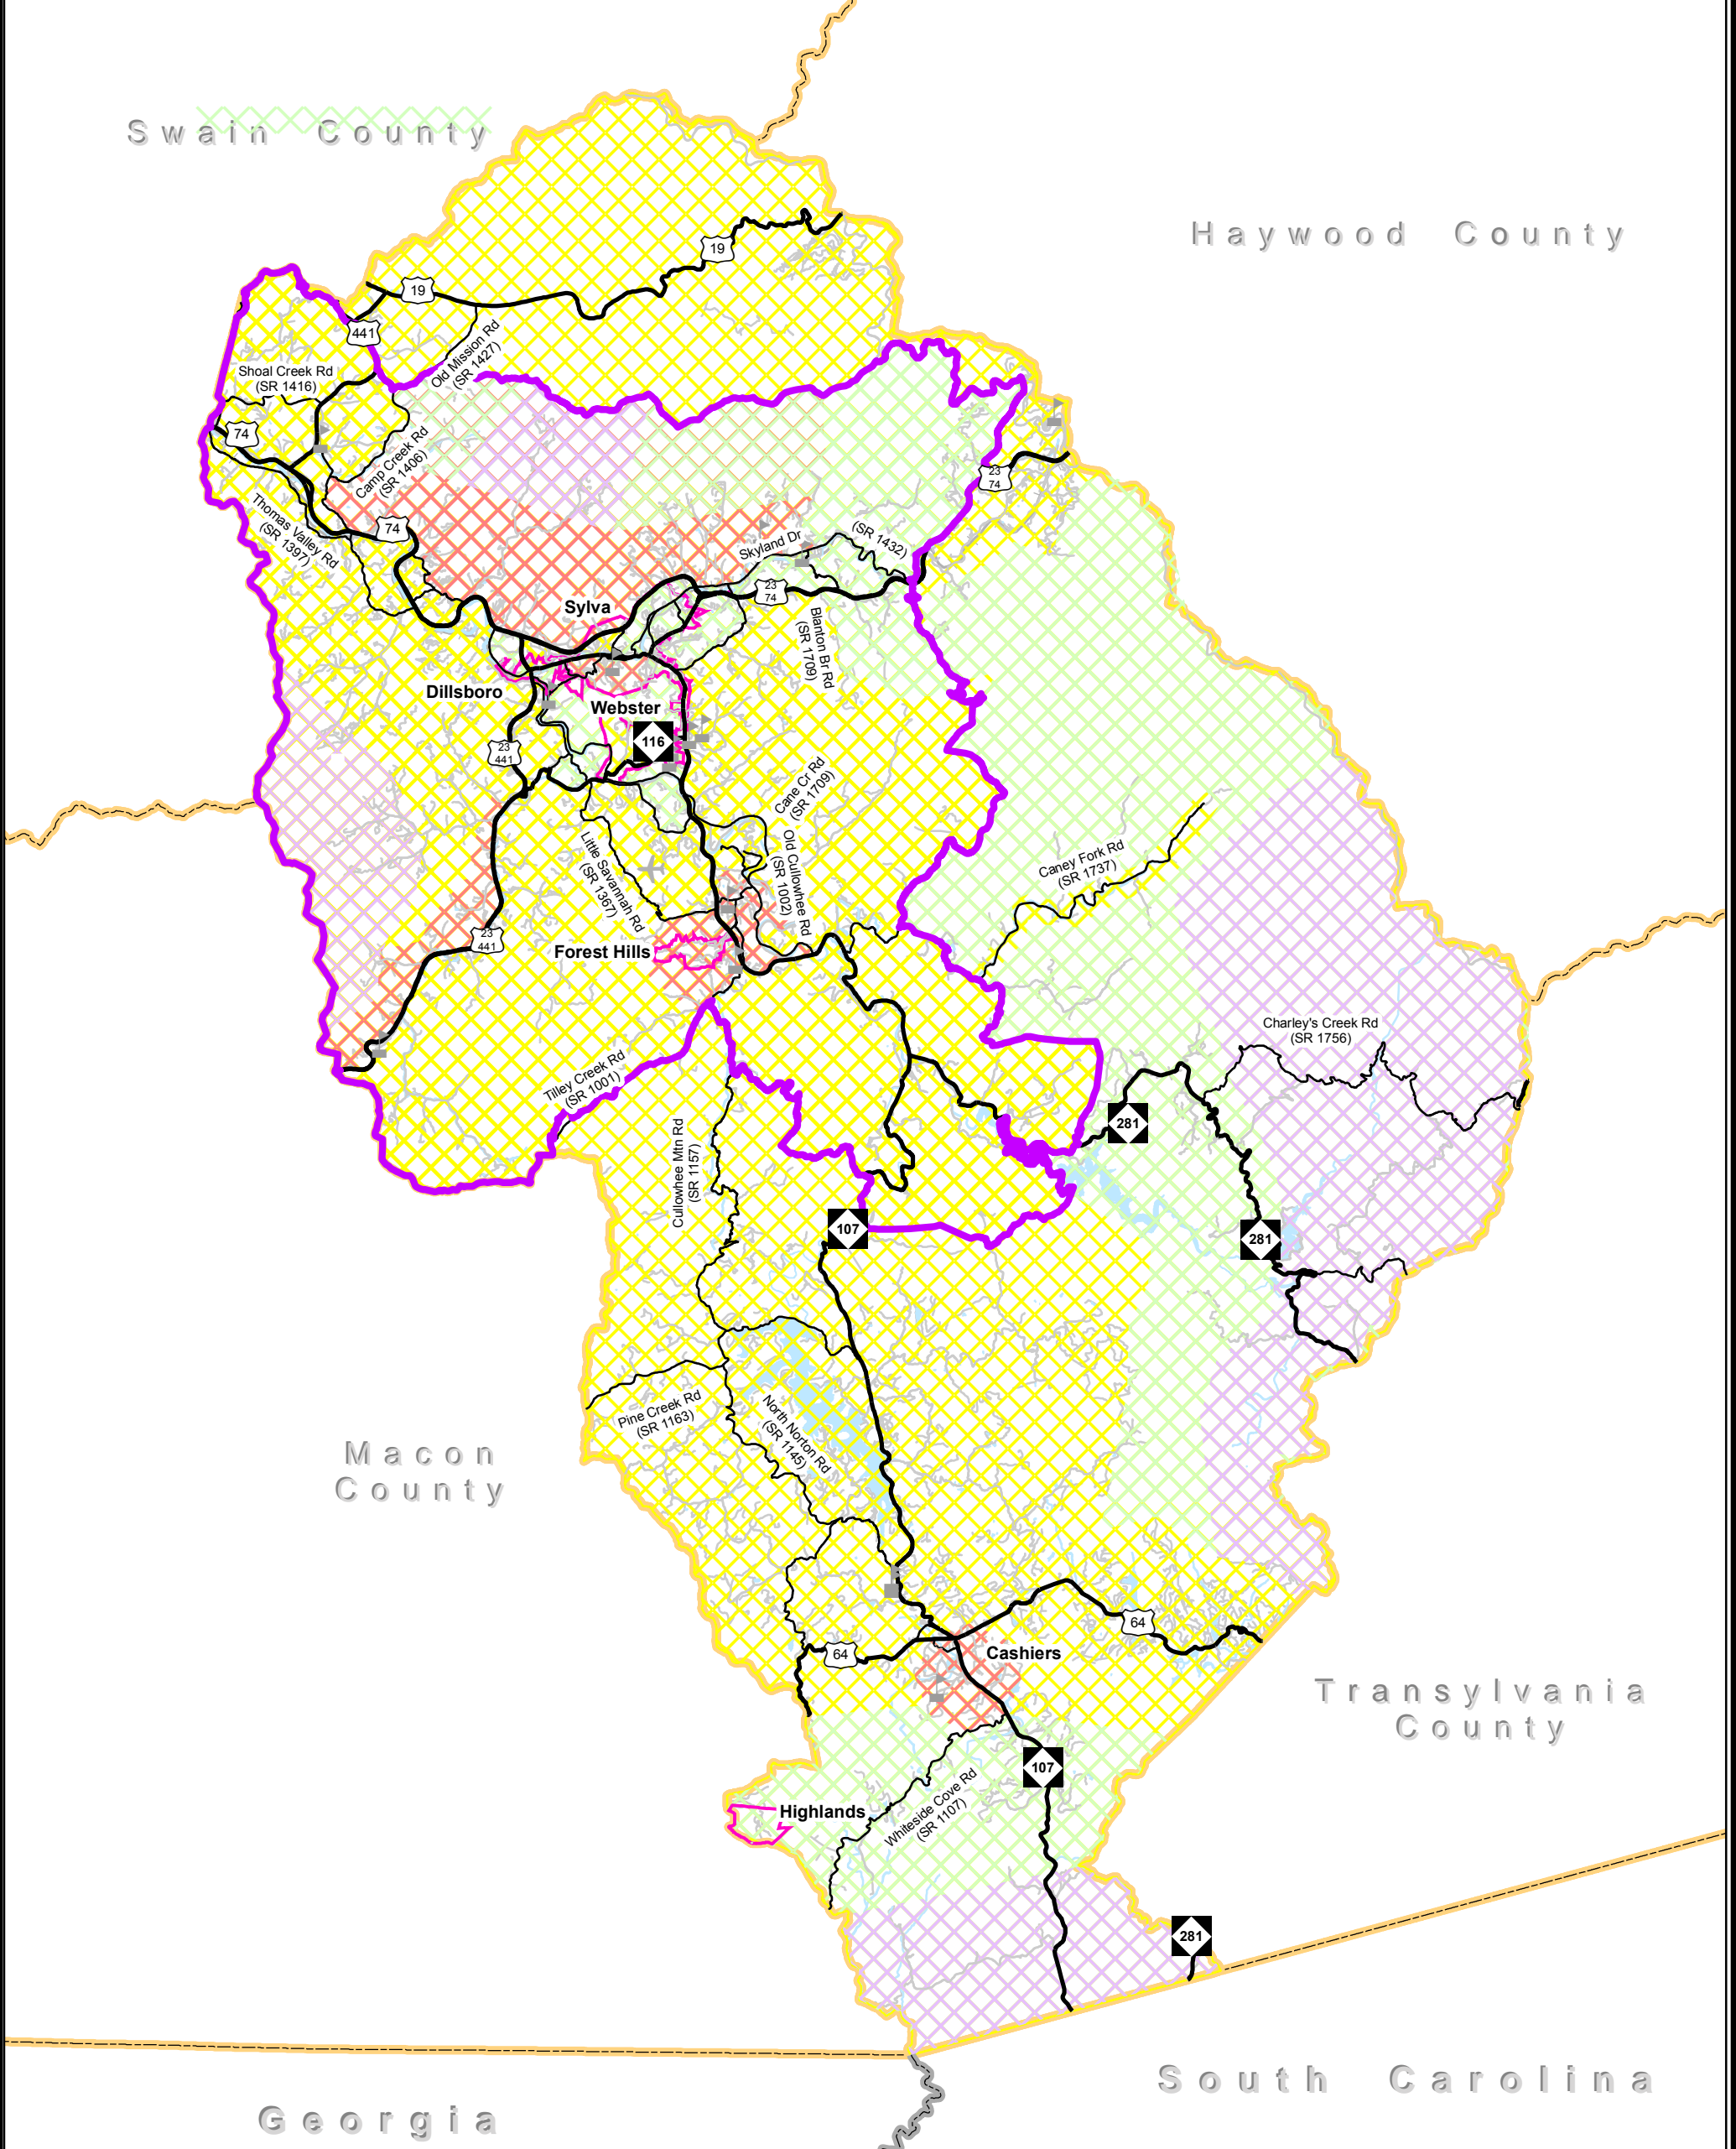 Swain County
Haywood County
19
19
441
Old Mission Rd
(SR 1427)
Shoal Creek Rd
(SR 1416)
74
Camp Creek Rd
(SR 1406)
23
74
Thomas Valley Rd
(SR 1397)
74
Skyland Dr
(SR 1432)
23
74
Sylva
Blanton Br Rd
(SR 1709)
Dillsboro
Webster
116
23
441
Cane Cr Rd
(SR 1709)
Little Savannah Rd
(SR 1367)
Old Cullowhee Rd
(SR 1002)
Caney Fork Rd
(SR 1737)
23
441
Forest Hills
Charley's Creek Rd
(SR 1756)
Tilley Creek Rd
(SR 1001)
281
Cullowhee Mtn Rd
(SR 1157)
107
281
Pine Creek Rd
(SR 1163)
North Norton Rd
(SR 1145)
Macon
County
64
64
Cashiers
Transylvania
County
107
Highlands
Whiteside Cove Rd
(SR 1107)
281
South Carolina
Georgia